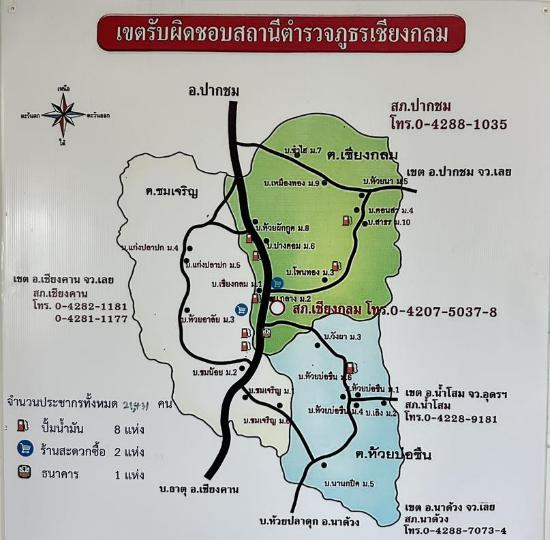 เขตรับผิดชอบสถานีตำรวจภูธรเชียงกลม
เหนือ
ตะวันตก
ตะวันออก
ใต้
อ.ปากชม
สภ.ปากชม
โทร.0-4288-1035
ต.เชียงกลม
บ.เหมืองทอง ม.9
บ.ห้วยนา ม.5
เขต อ.ปากชม จว.เลย
ต.ชมเจริญ
บ.คอนสา ม.4
บ.สาธร ม.10
บ.ห้วยผักกูด ม.8
บ.ปางคอม ม.6
บ.แก่งปลาปก ม.4
บ.แก่งปลาปก ม.5
บ.โพนทอง ม.3
บ.เชียงกลม ม.1
บ.กลาง ม.2
เขต อ.เชียงคาน จว.เลย
สภ.เชียงคาน
โทร. 0-4282-1181
0-4281-1177
สภ.เชียงกลม โทร.0-4207-5037-8
บ.ห้วยอาลัย ม.3
บ.วังยา ม.3
บ.ชมน้อย ม.2
บ.ห้วยบ่อซืน ม.6
บ.ห้วยบ่อซืน ม.1
บ.ชมเจริญ ม.1
บ.ห้วยบ่อซืน ม.4
บ.เลิง ม.2
บ.ชมเจริญ ม.6
เขต อ.น้ำโสม จว.อุดรฯ
สภ.น้ำโสม
โทร.0-4228-9181
จำนวนประชากรทั้งหมด คน
ปั๊มน้ำมัน 8 แห่ง
ร้านสะดวกซื้อ 2 แห่ง
ธนาคาร 1 แห่ง
ต.ห้วยบ่อซืน
บ.นานกปีด ม.5
บ.ธาตุ อ.เชียงคาน
บ.ห้วยปลาดุก อ.นาด้วง
เขต อ.นาด้วง จว.เลย
สภ.นาด้วง
โทร.0-4288-7073-4